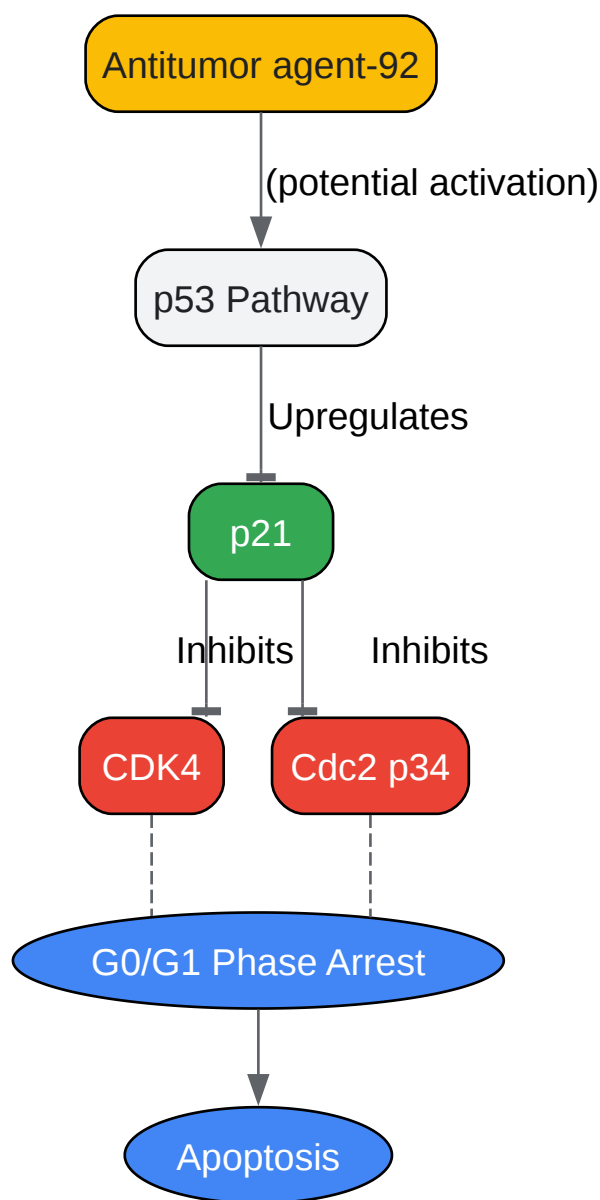 Antitumor agent-92
(potential activation)
p53 Pathway
Upregulates
p21
Inhibits
Inhibits
CDK4
Cdc2 p34
G0/G1 Phase Arrest
Apoptosis